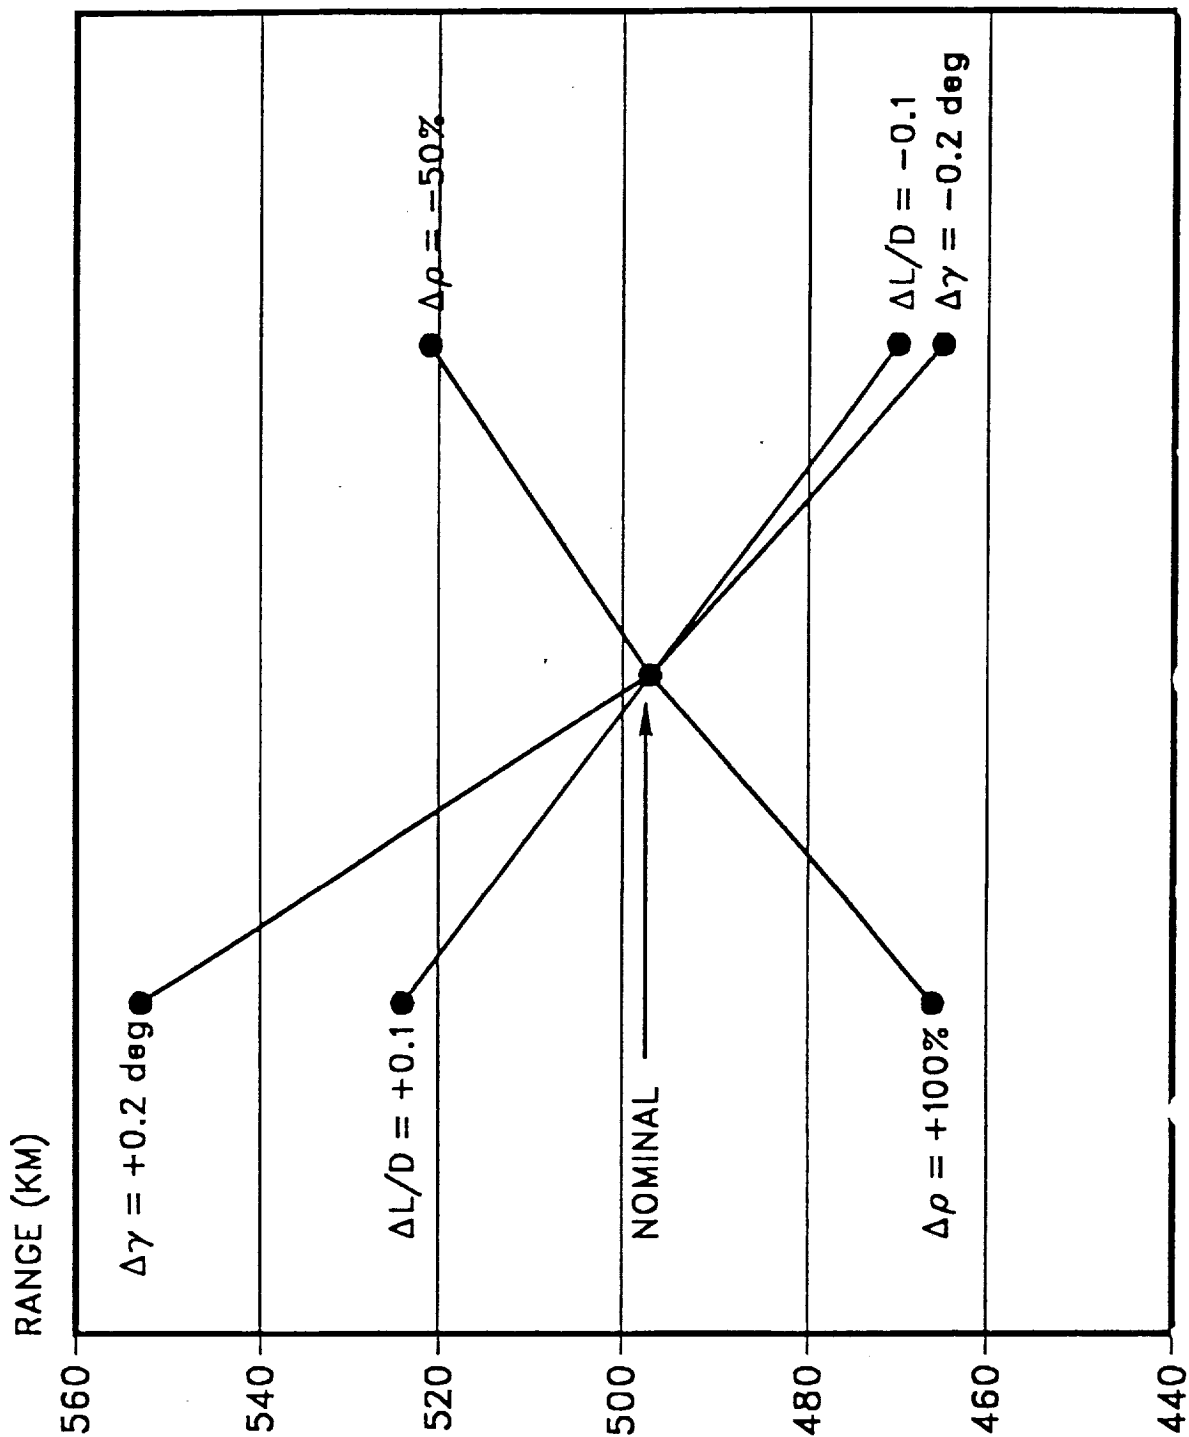 RANGE (KM)
560
540
520
500
480
460
440
Δγ = +0.2 deg
ΔL/D = +0.1
NOMINAL
Δρ = +100%
Δρ = -50%
ΔL/D = -0.1
Δγ = -0.2 deg